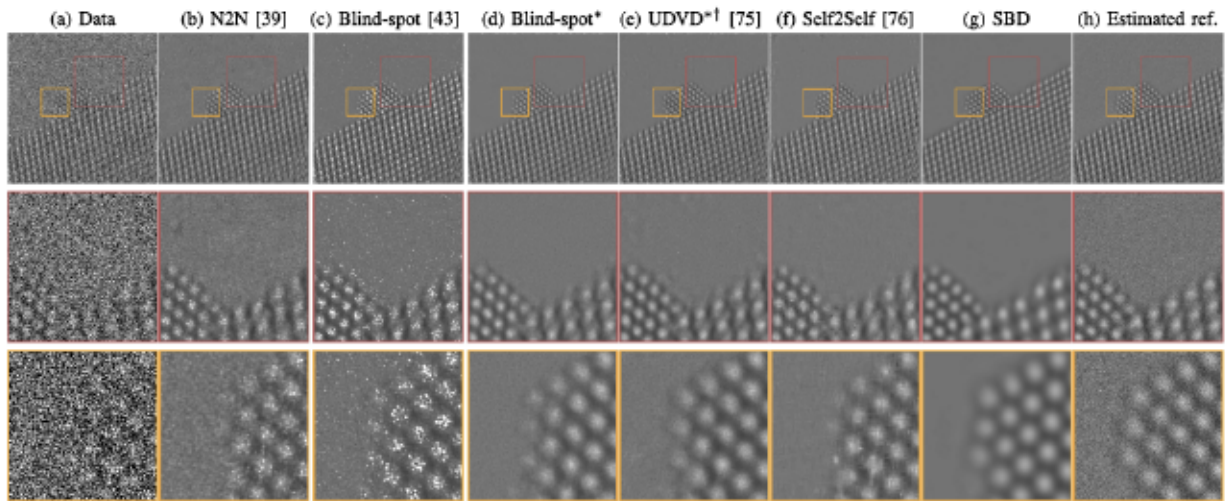 (a) Data (b) N2N [39] (c) Blind-spot [43] (d) Blind-spot* (e) UDVD*† [75] (f) Self2Self [76] (g) SBD (h) Estimated ref.